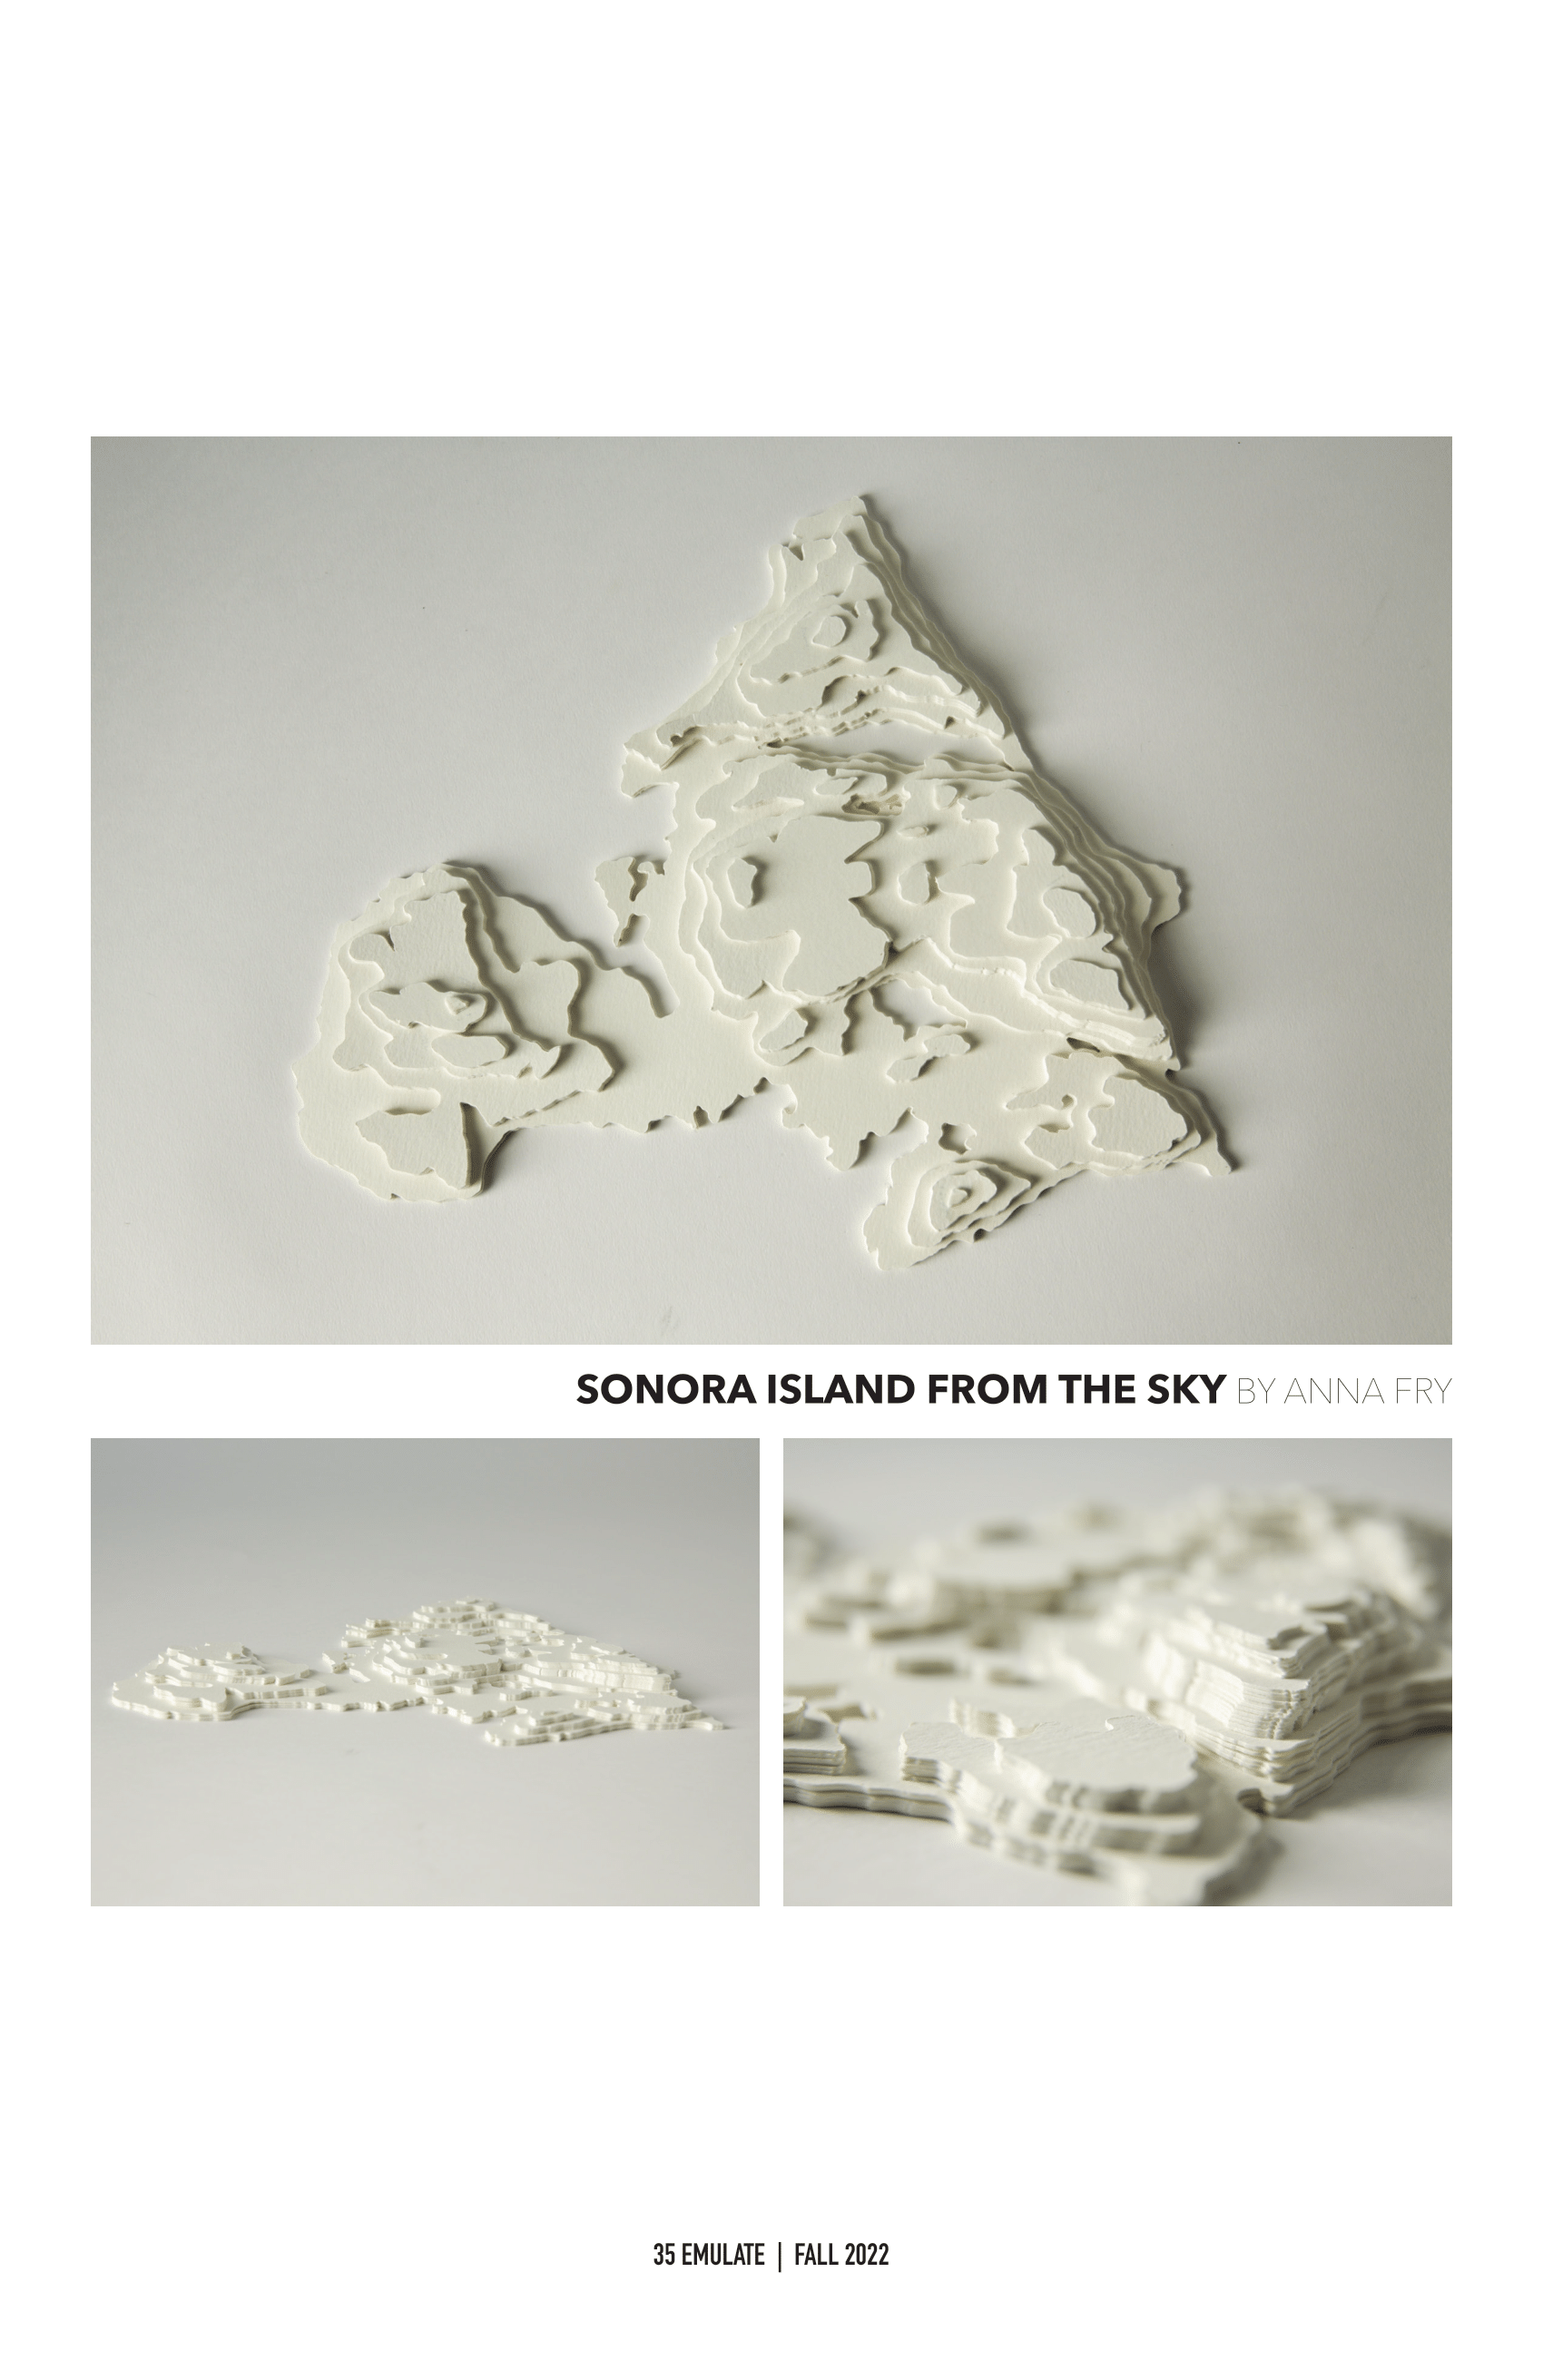 SONORA ISLAND FROM THE SKY BY ANNA FRY
35 EMULATE | FALL 2022